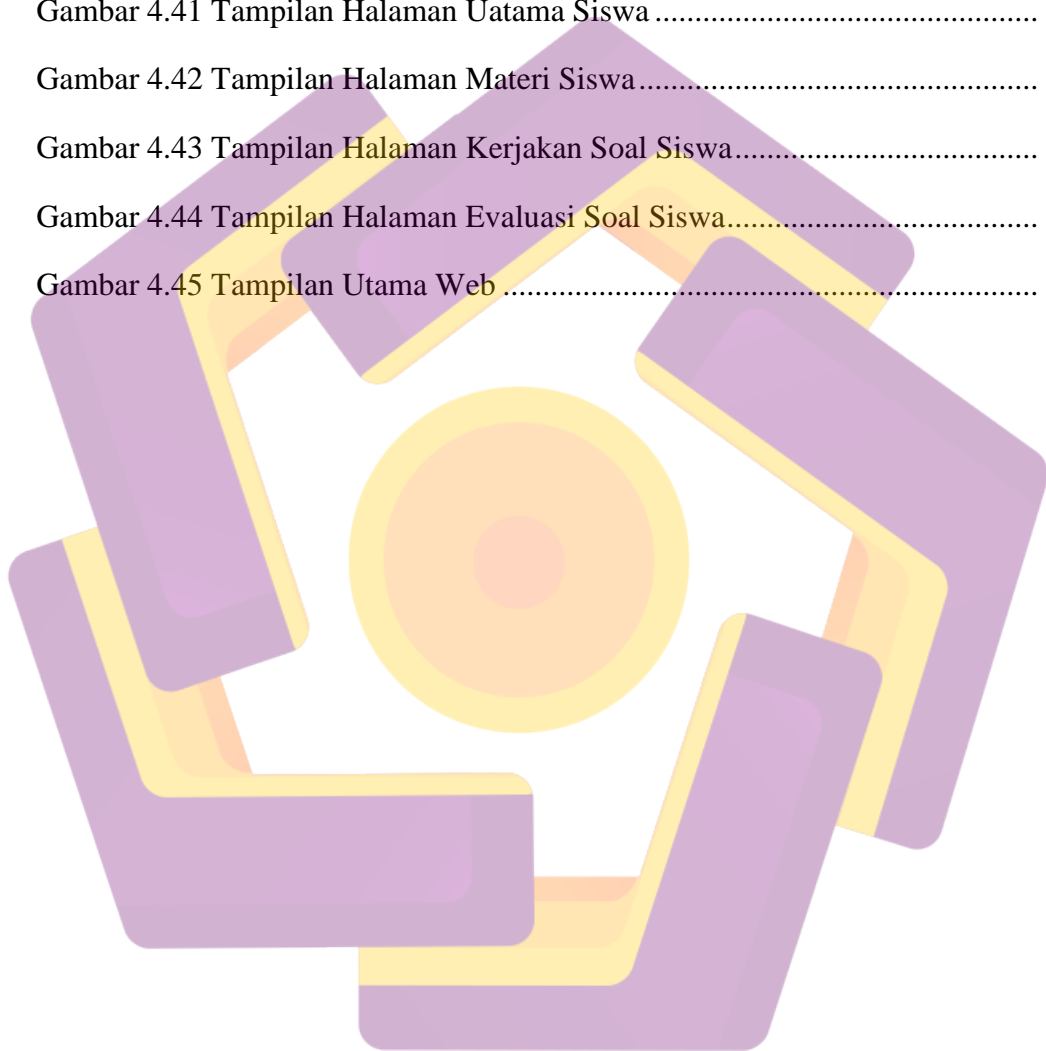 Gambar 4.41 Tampilan Halaman Uatama Siswa ................................................
Gambar 4.42 Tampilan Halaman Materi Siswa..................................................
Gambar 4.43 Tampilan Halaman Kerjakan Soal Siswa......................................
Gambar 4.44 Tampilan Halaman Evaluasi Soal Siswa.......................................
Gambar 4.45 Tampilan Utama Web ...................................................................